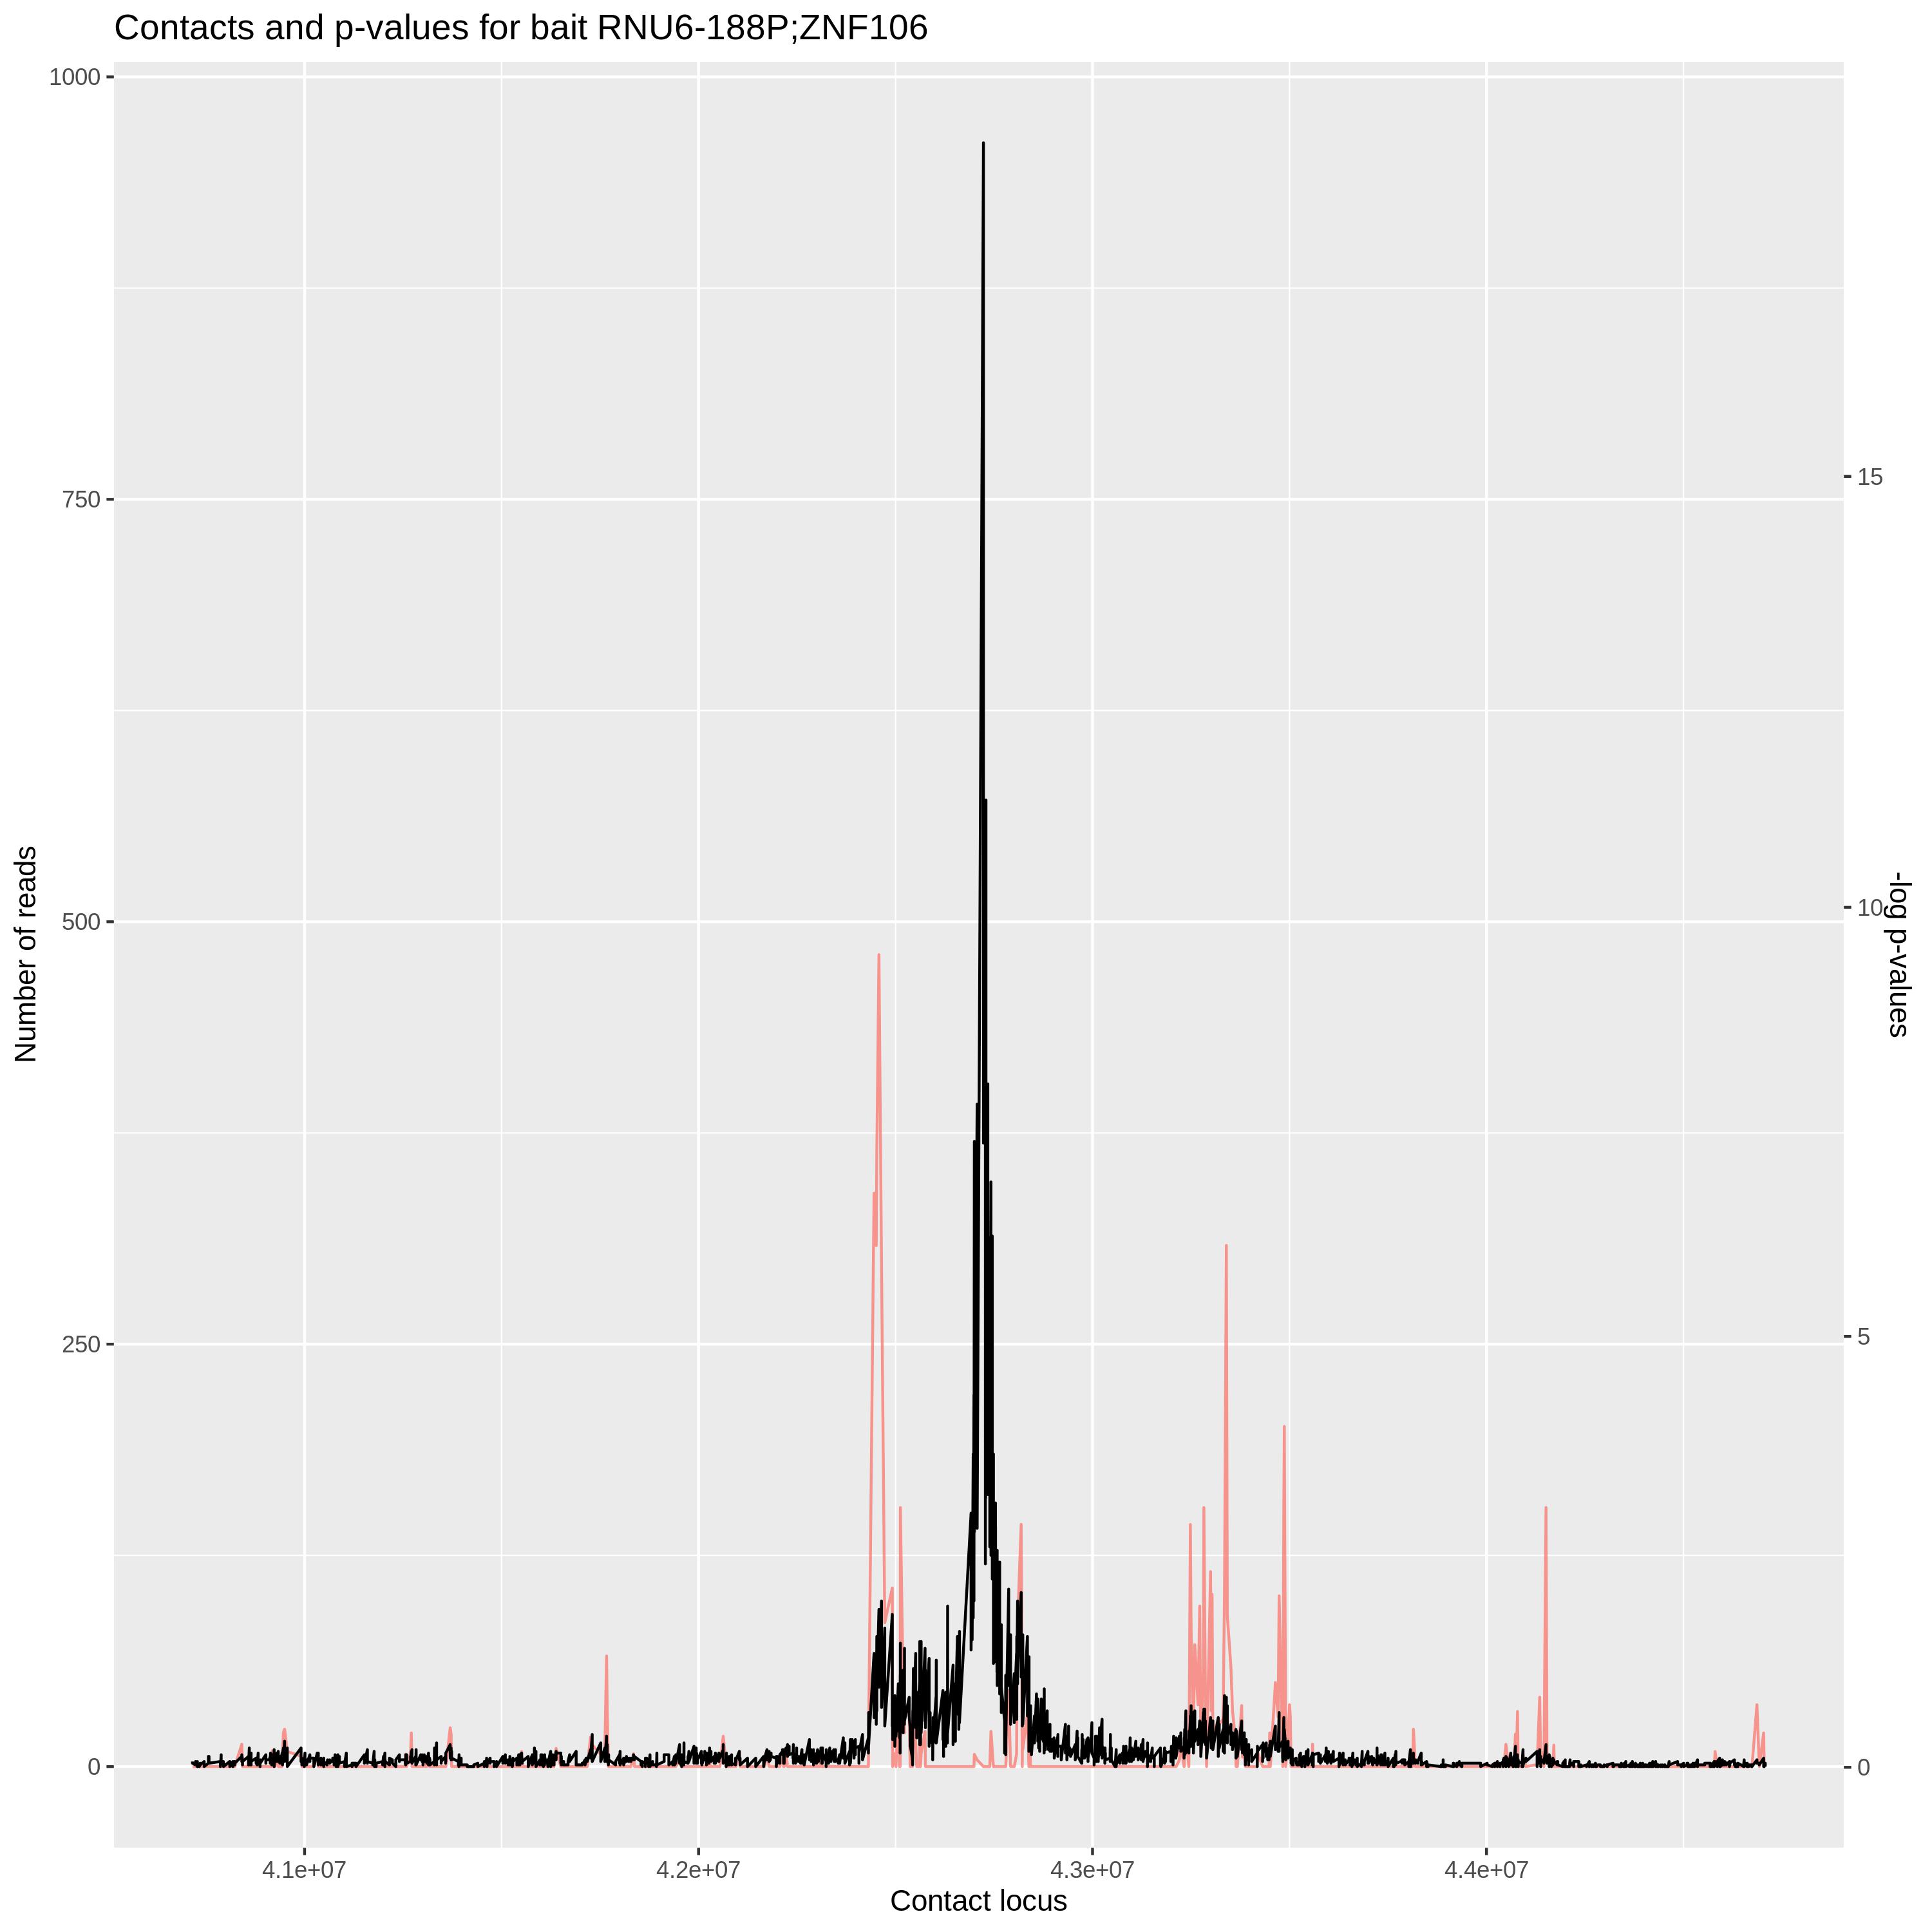 Contacts and p-values for bait RNU6-188P;ZNF106
1000
750
500
250
0
Number of reads
15
10
5
0
-log p-values
4.1e+07
4.2e+07
4.3e+07
4.4e+07
Contact locus